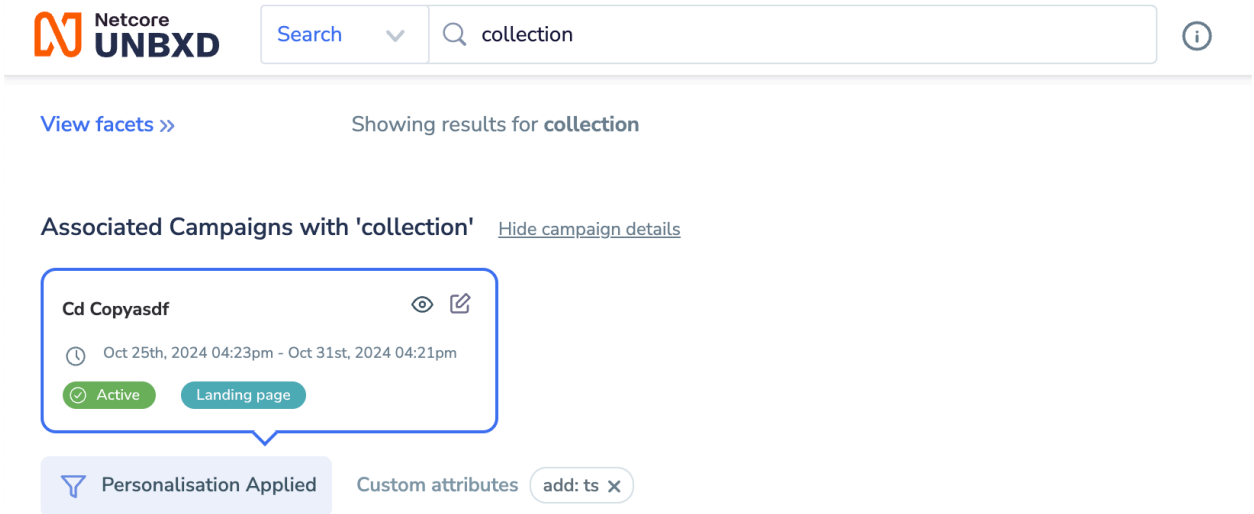 Netcore
UNBXD
Search collection
View facets Showing results for collection
Associated Campaigns with 'collection' Hide campaign details
Cd Copyasdf
Oct 25th, 2024 04:23pm - Oct 31st, 2024 04:21pm
Active Landing page
Personalisation Applied Custom attributes add: ts